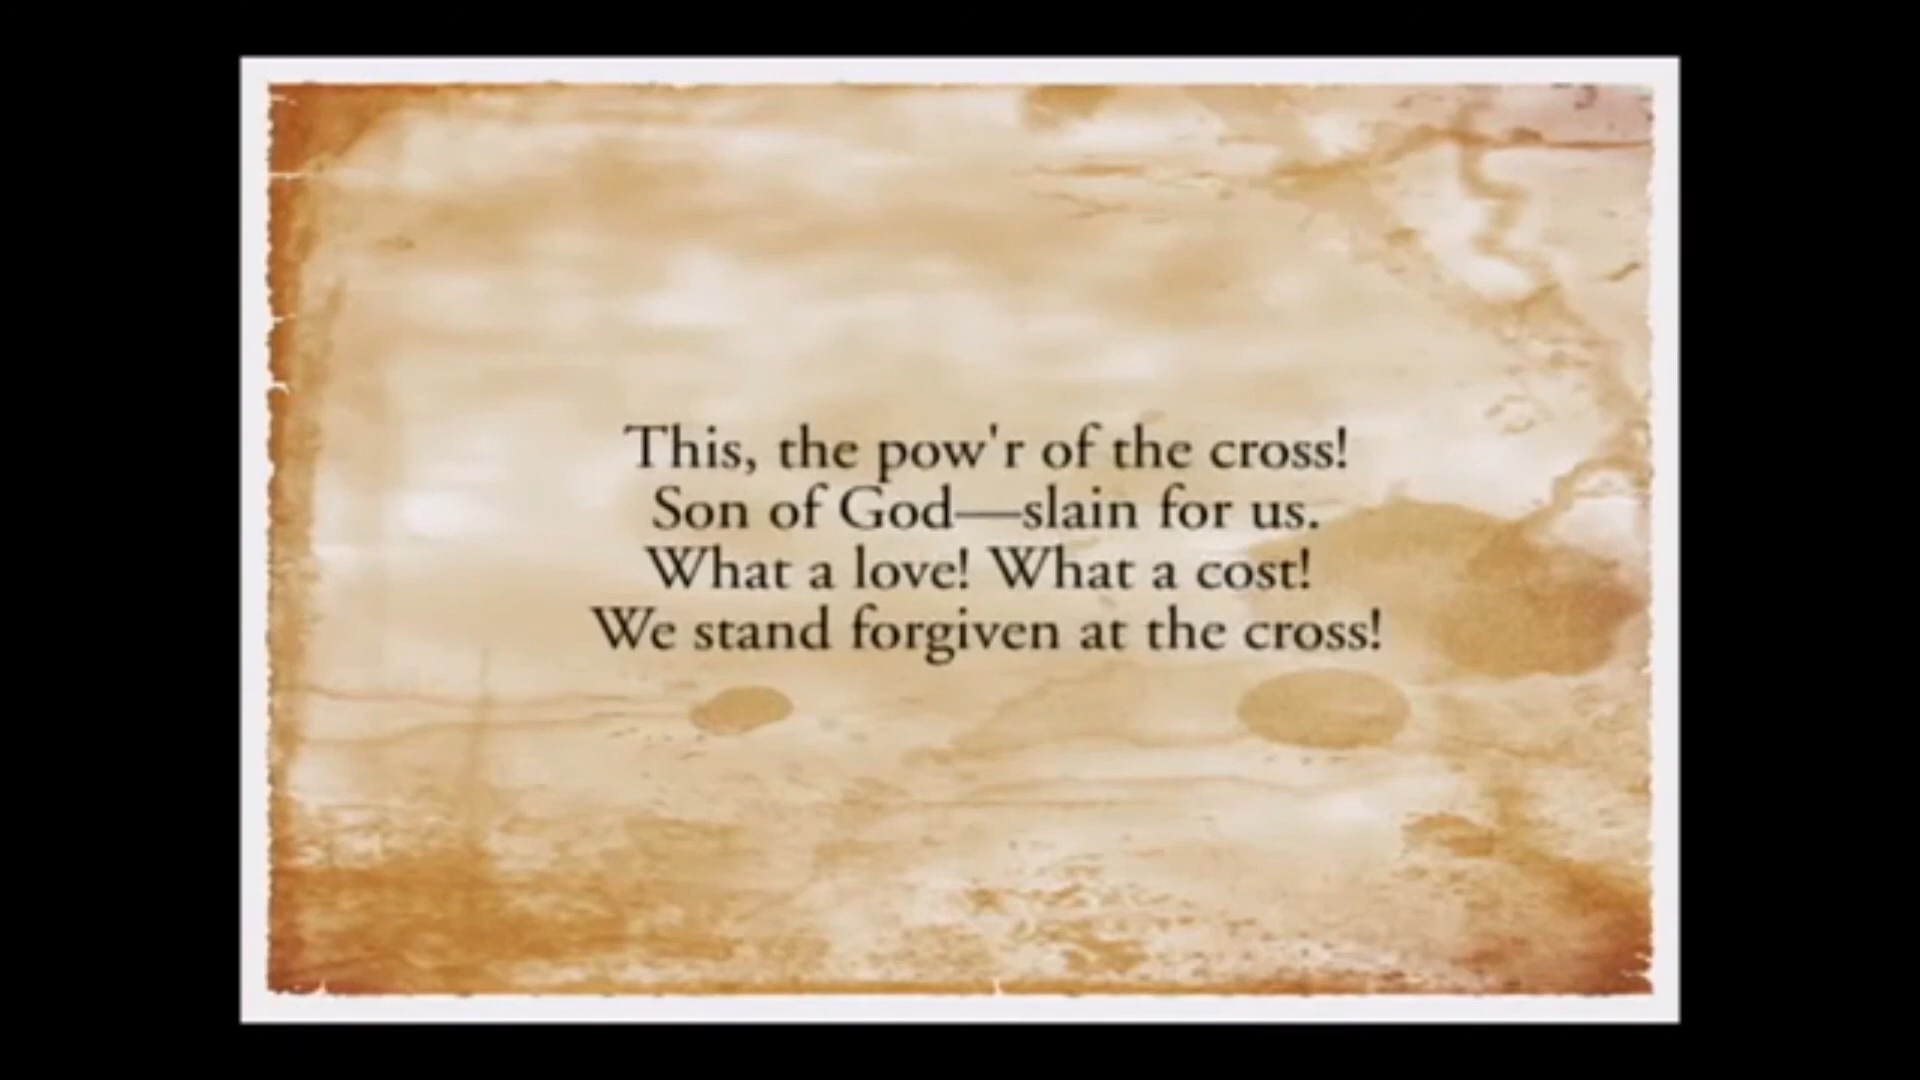 This, the pow'r of the cross!
Son of God—slain for us.
What a love! What a cost!
We stand forgiven at the cross!